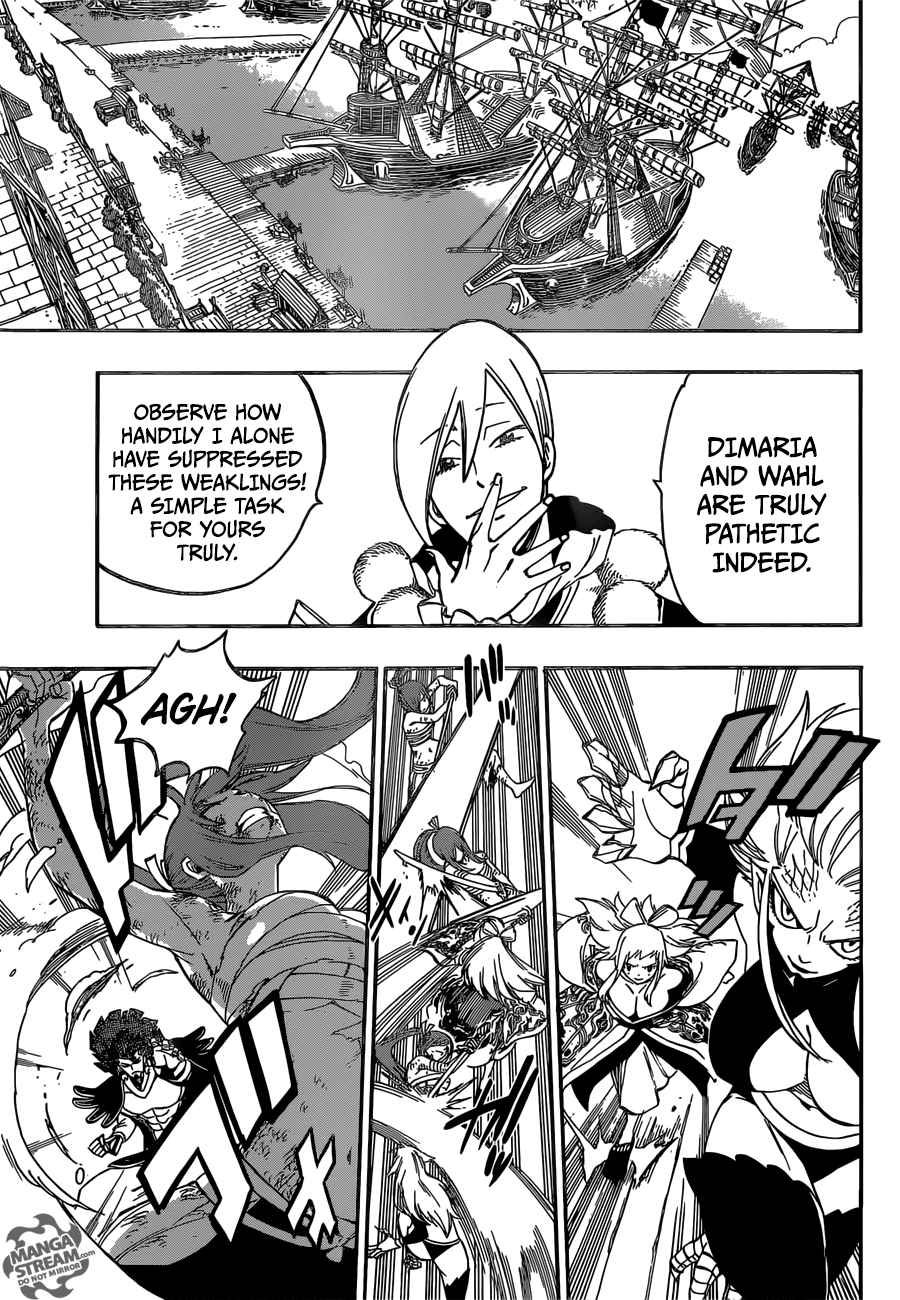 DIMARIA
AND WAHL
ARE TRULY
PATHETIC
INDEED.
OBSERVE HOW
HANDILY I ALONE
HAVE SUPPRESSED
THESE WEAKLINGS!
A SIMPLE TASK
FOR YOURS
TRULY.
AGH!
MANGA
STREAM.com
DO NOT MIRROR!